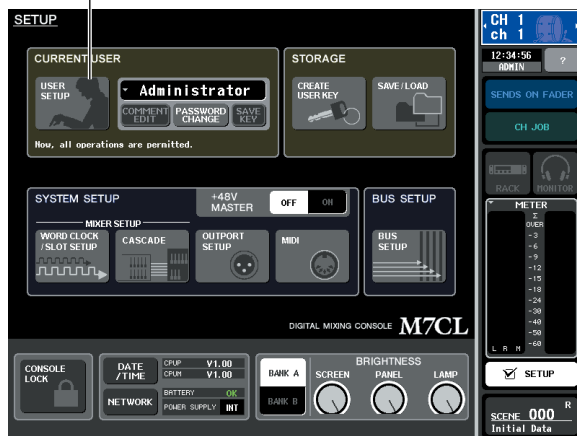 SETUP
CURRENT USER
USER
SETUP
Administrator
COMMENT
EDIT
PASSWORD
CHANGE
SAVE
KEY
Now, all operations are permitted.
STORAGE
CREATE
USER KEY
SAVE/LOAD
SYSTEM SETUP
+48V
MASTER
OFF
ON
MIXER SETUP
WORD CLOCK
/SLOT SETUP
CASCADE
OUTPORT
SETUP
MIDI
BUS SETUP
BUS
SETUP
DIGITAL MIXING CONSOLE M7CL
CONSOLE
LOCK
DATE
/TIME
CPUP V1.00
CPUM V1.00
NETWORK
BATTERY OK
POWER SUPPLY INT
BANK A
BANK B
BRIGHTNESS
SCREEN
PANEL
LAMP
CH 1
ch 1
12:34:56
ADMIN
?
SENDS ON FADER
CH JOB
RACK
MONITOR
METER
Σ
OVER
-3
-6
-9
-12
-15
-18
-24
-30
-40
-50
-60
L R M
SETUP
R
SCENE 000
Initial Data